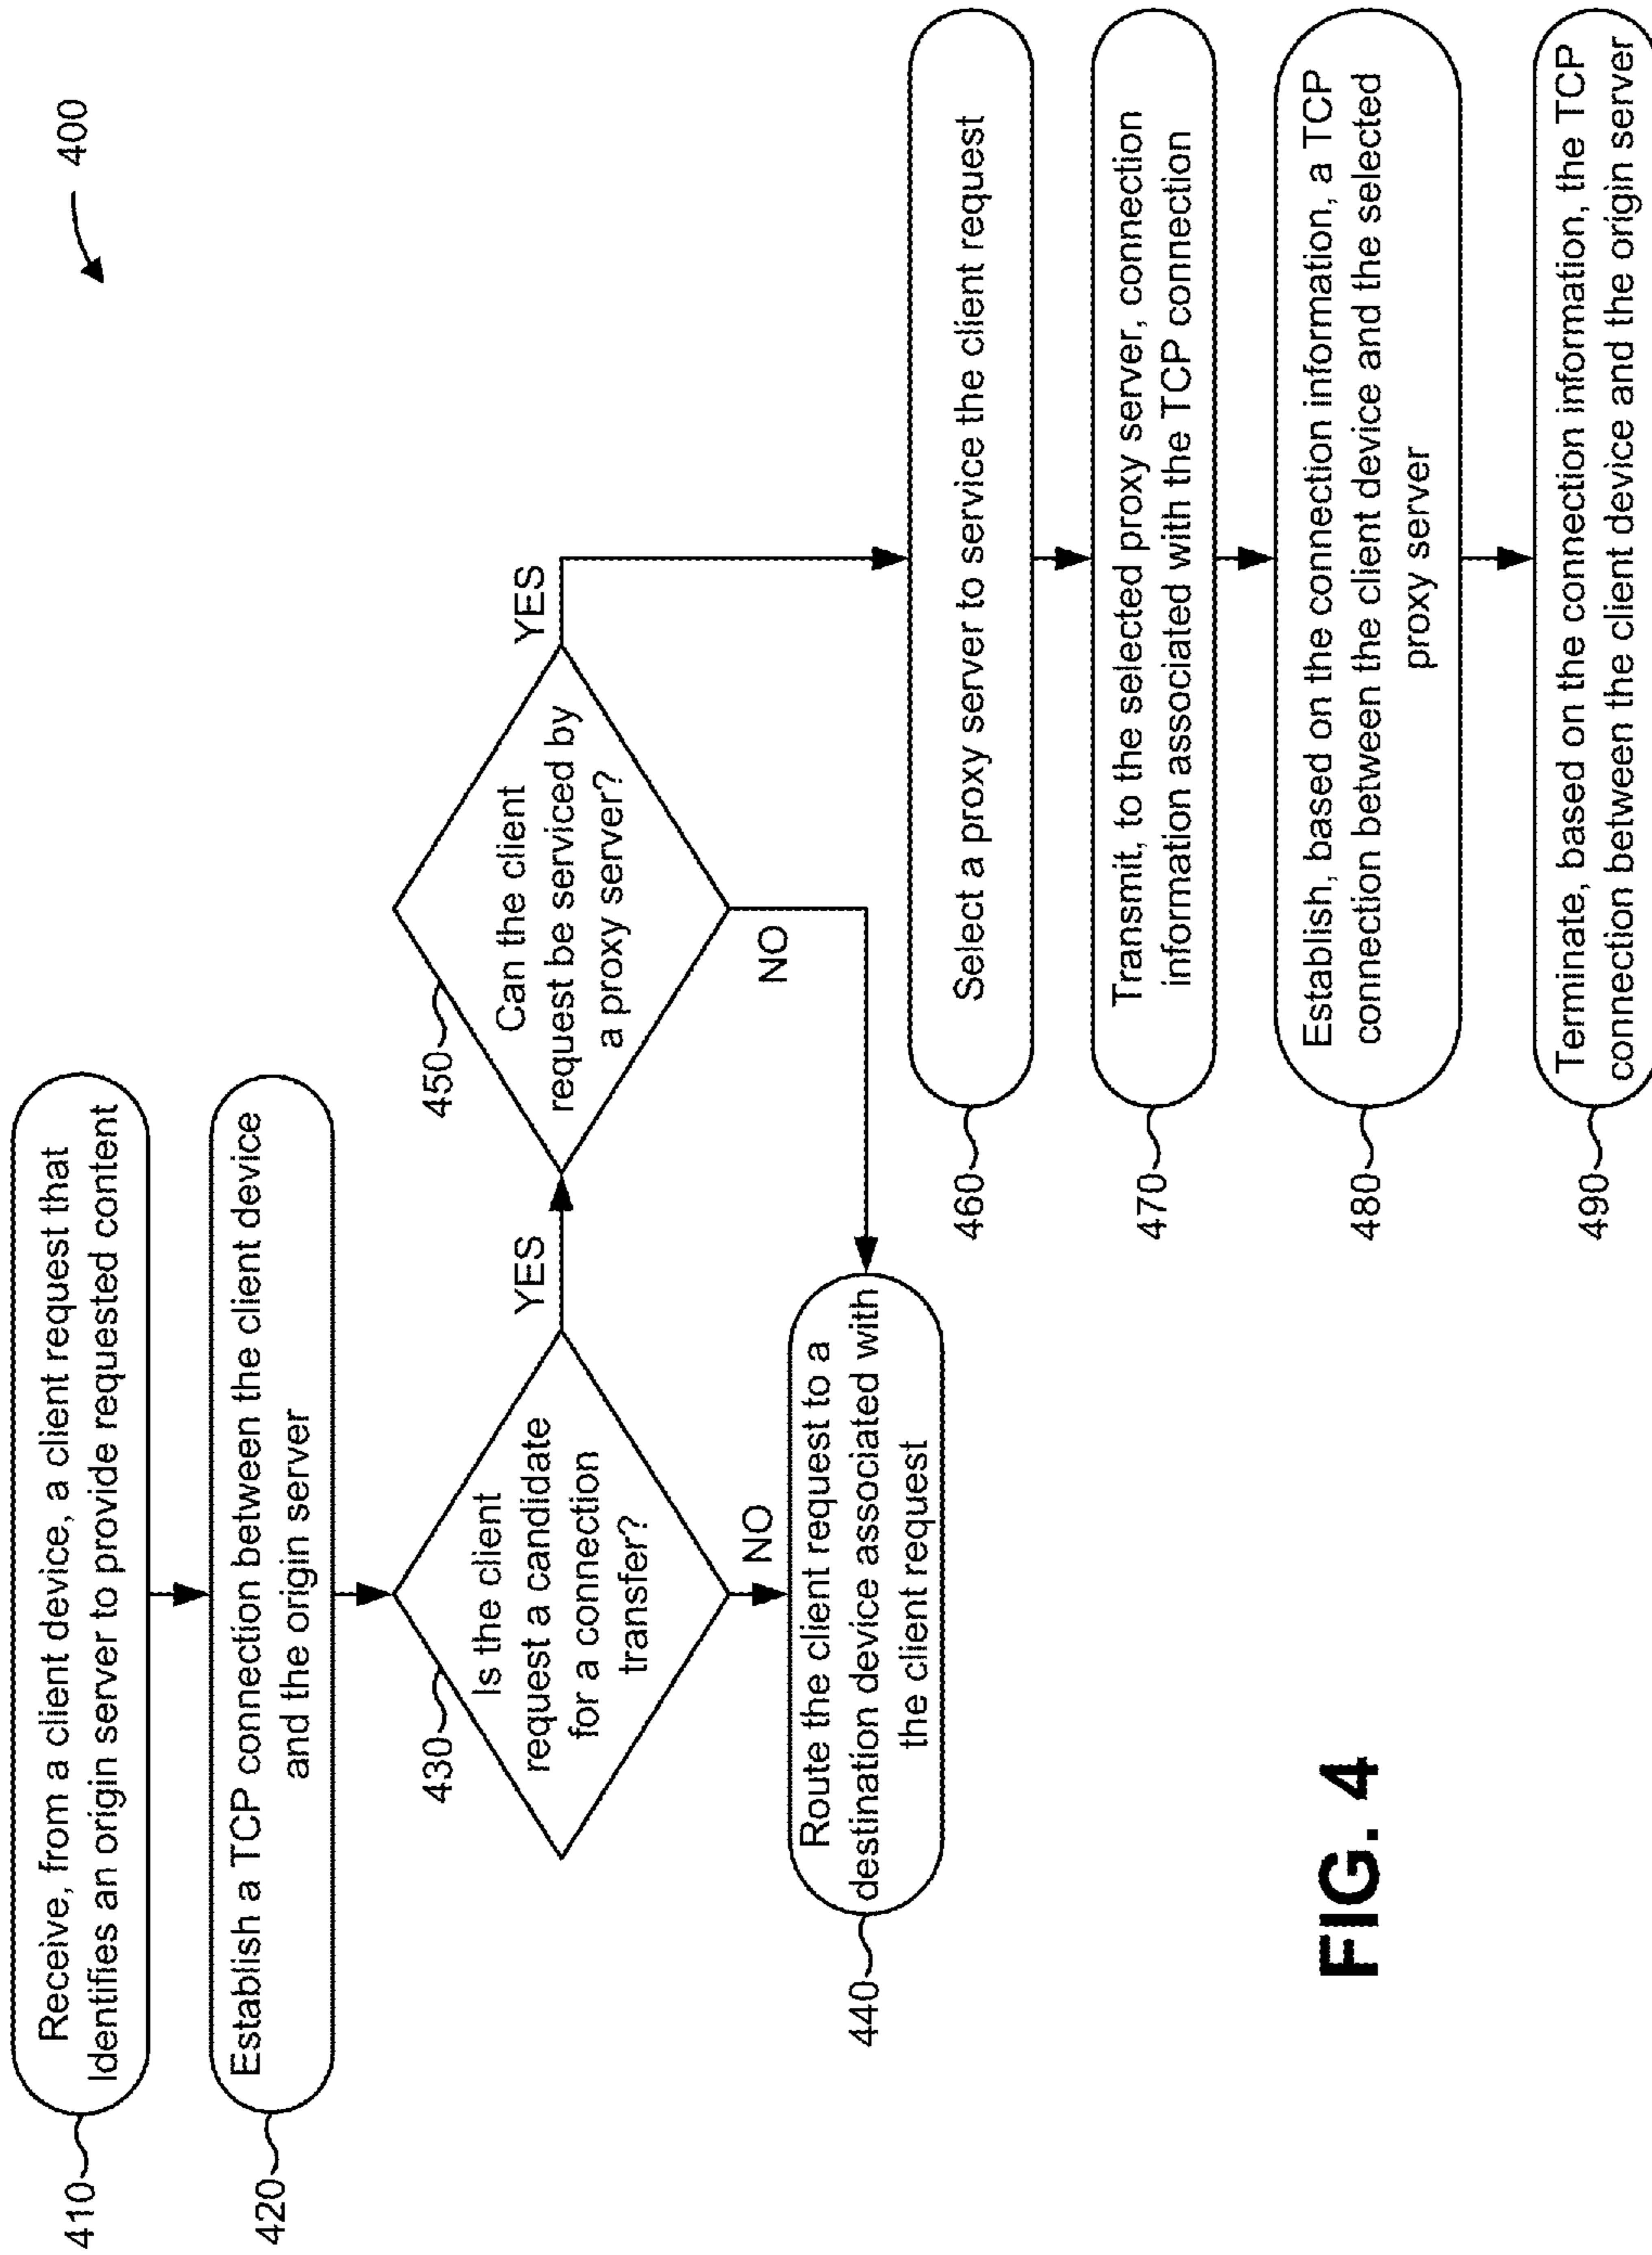 400
410
Receive, from a client device, a client request that
identifies an origin server to provide requested content
420
Establish a TCP connection between the client device
and the origin server
430
Is the client
request a candidate
for a connection
transfer?
YES
NO
450
Can the client
request be serviced by
a proxy server?
YES
NO
440
Route the client request to a
destination device associated with
the client request
460
Select a proxy server to service the client request
470
Transmit, to the selected proxy server, connection
information associated with the TCP connection
480
Establish, based on the connection information, a TCP
connection between the client device and the selected
proxy server
490
Terminate, based on the connection information, the TCP
connection between the client device and the origin server
FIG. 4